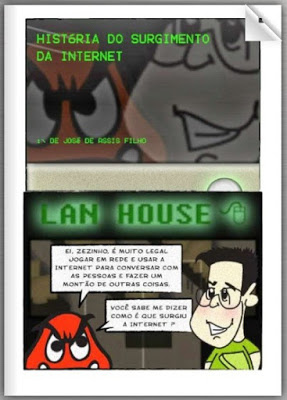 HISTÓRIA DO SURGIMENTO
DA INTERNET
:- DE JOSÉ DE ASSIS FILHO
LAN HOUSE
EI, ZEZINHO, É MUITO LEGAL
JOGAR EM REDE E USAR A
INTERNET PARA CONVERSAR COM
AS PESSOAS E FAZER UM
MONTÃO DE OUTRAS COISAS.
VOCÊ SABE ME DIZER
COMO É QUE SURGIU
A INTERNET ?